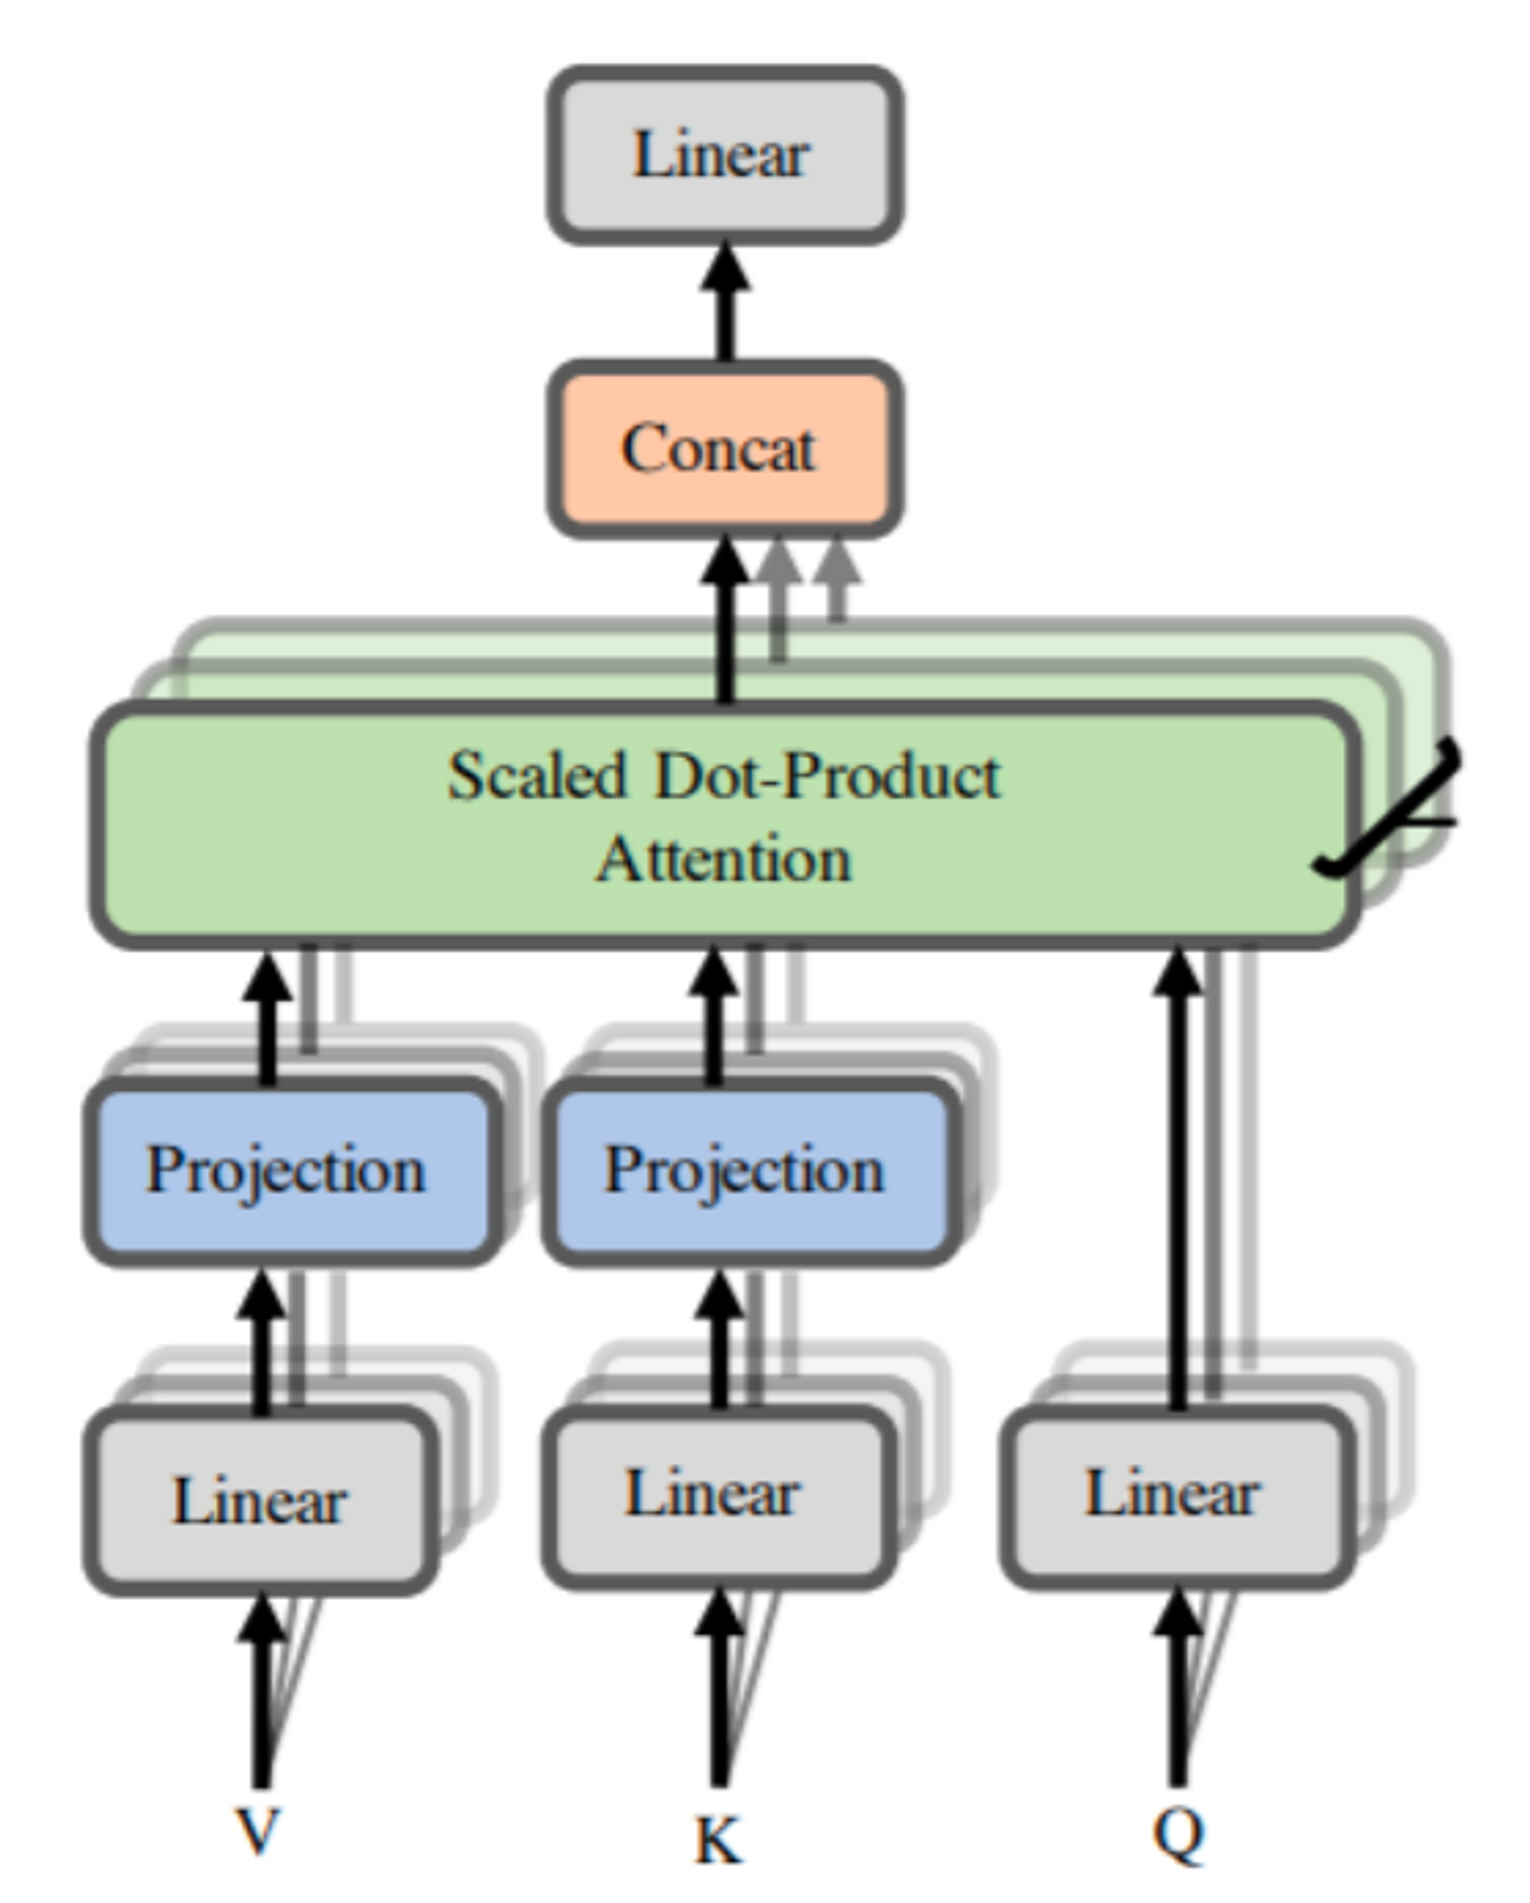 Linear
Concat
Scaled Dot-Product
Attention
Projection
Projection
Linear
Linear
Linear
V
K
Q